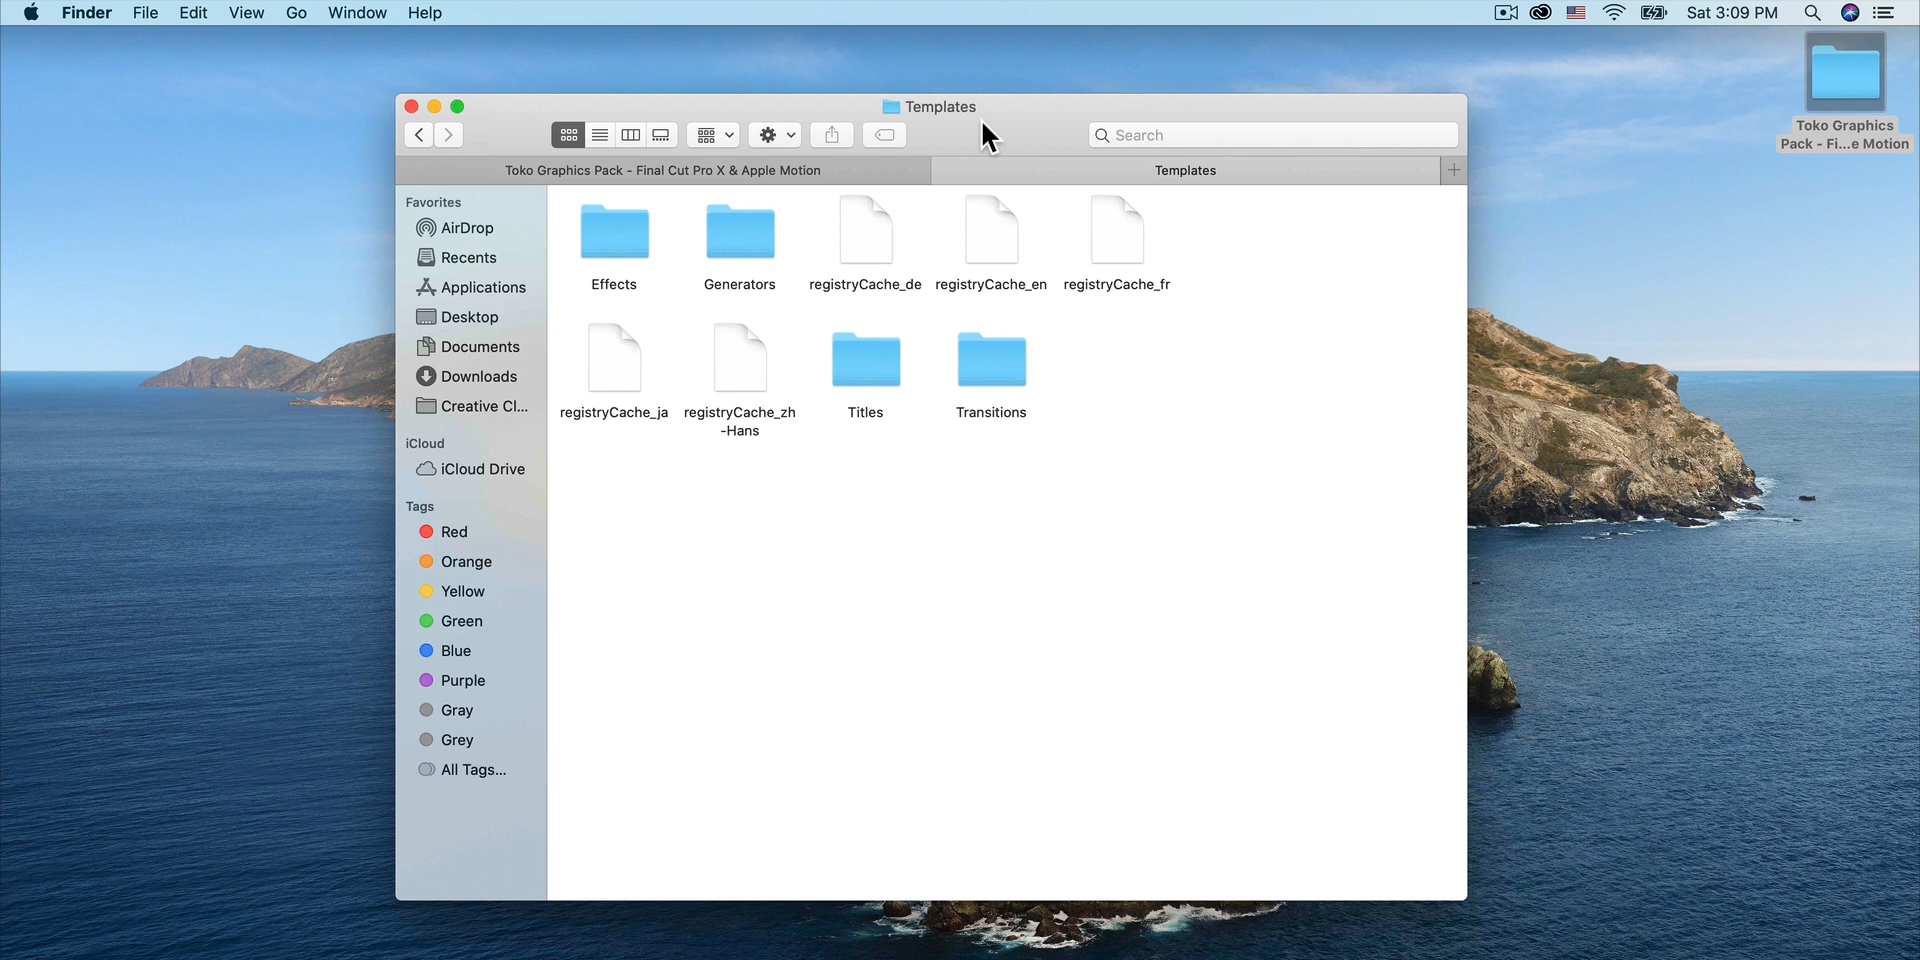 Finder File Edit View Go Window Help
Sat 3:09 PM
Toko Graphics
Pack - Fi...e Motion
Templates
Search
Toko Graphics Pack - Final Cut Pro X & Apple Motion
Templates
Favorites
AirDrop
Recents
Applications
Desktop
Documents
Downloads
Creative Cl...
iCloud
iCloud Drive
Tags
Red
Orange
Yellow
Green
Blue
Purple
Gray
Grey
All Tags...
Effects
Generators
registryCache_de
registryCache_en
registryCache_fr
registryCache_ja
registryCache_zh
-Hans
Titles
Transitions